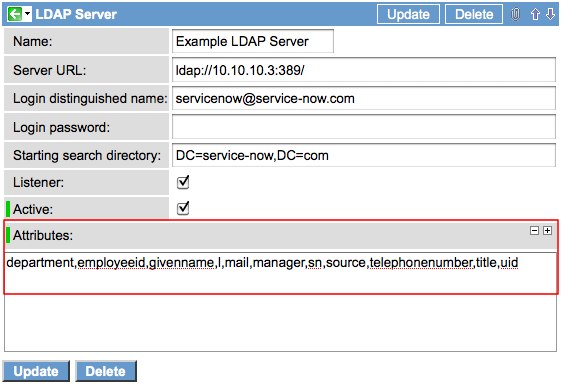 LDAP Server Update Delete
Name: Example LDAP Server
Server URL: ldap://10.10.10.3:389/
Login distinguished name: servicenow@service-now.com
Login password:
Starting search directory: DC=service-now,DC=com
Listener:
Active:
Attributes:
department,employeeid,givenname,l,mail,manager,sn,source,telephonenumber,title,uid
Update Delete